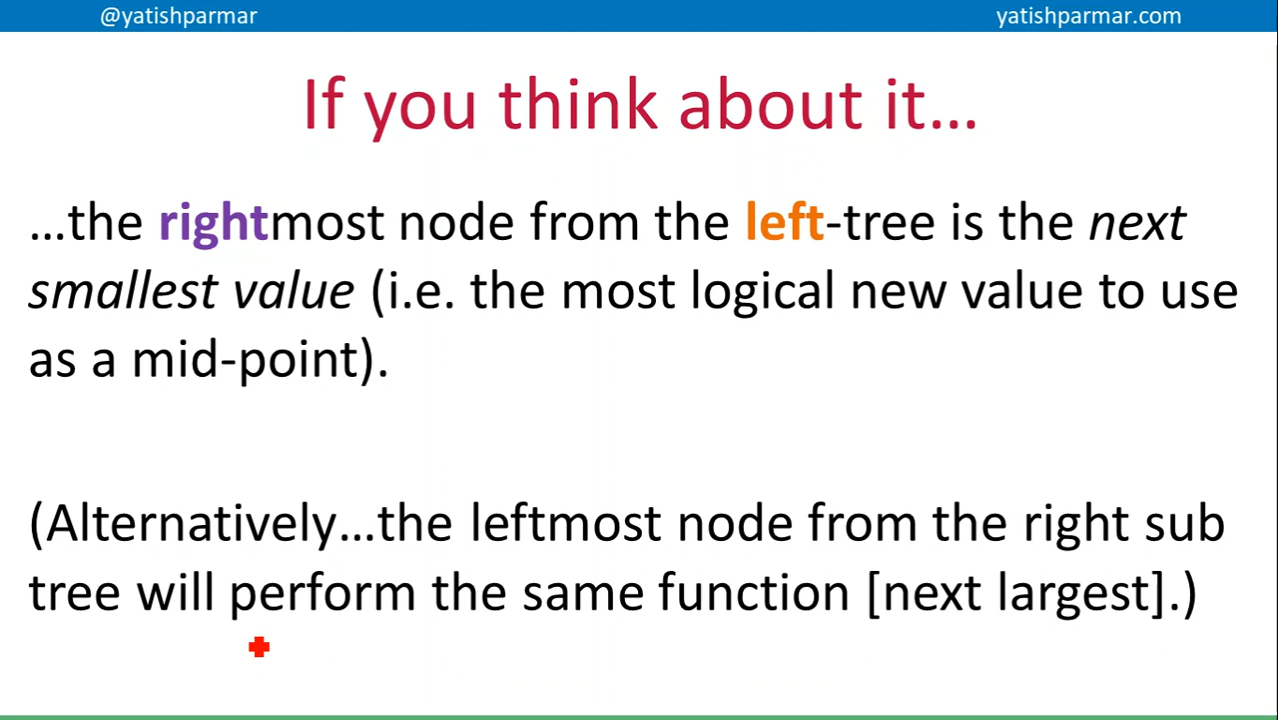 @yatishparmar
yatishparmar.com
If you think about it…
…the rightmost node from the left-tree is the next
smallest value (i.e. the most logical new value to use
as a mid-point).
(Alternatively…the leftmost node from the right sub
tree will perform the same function [next largest].)